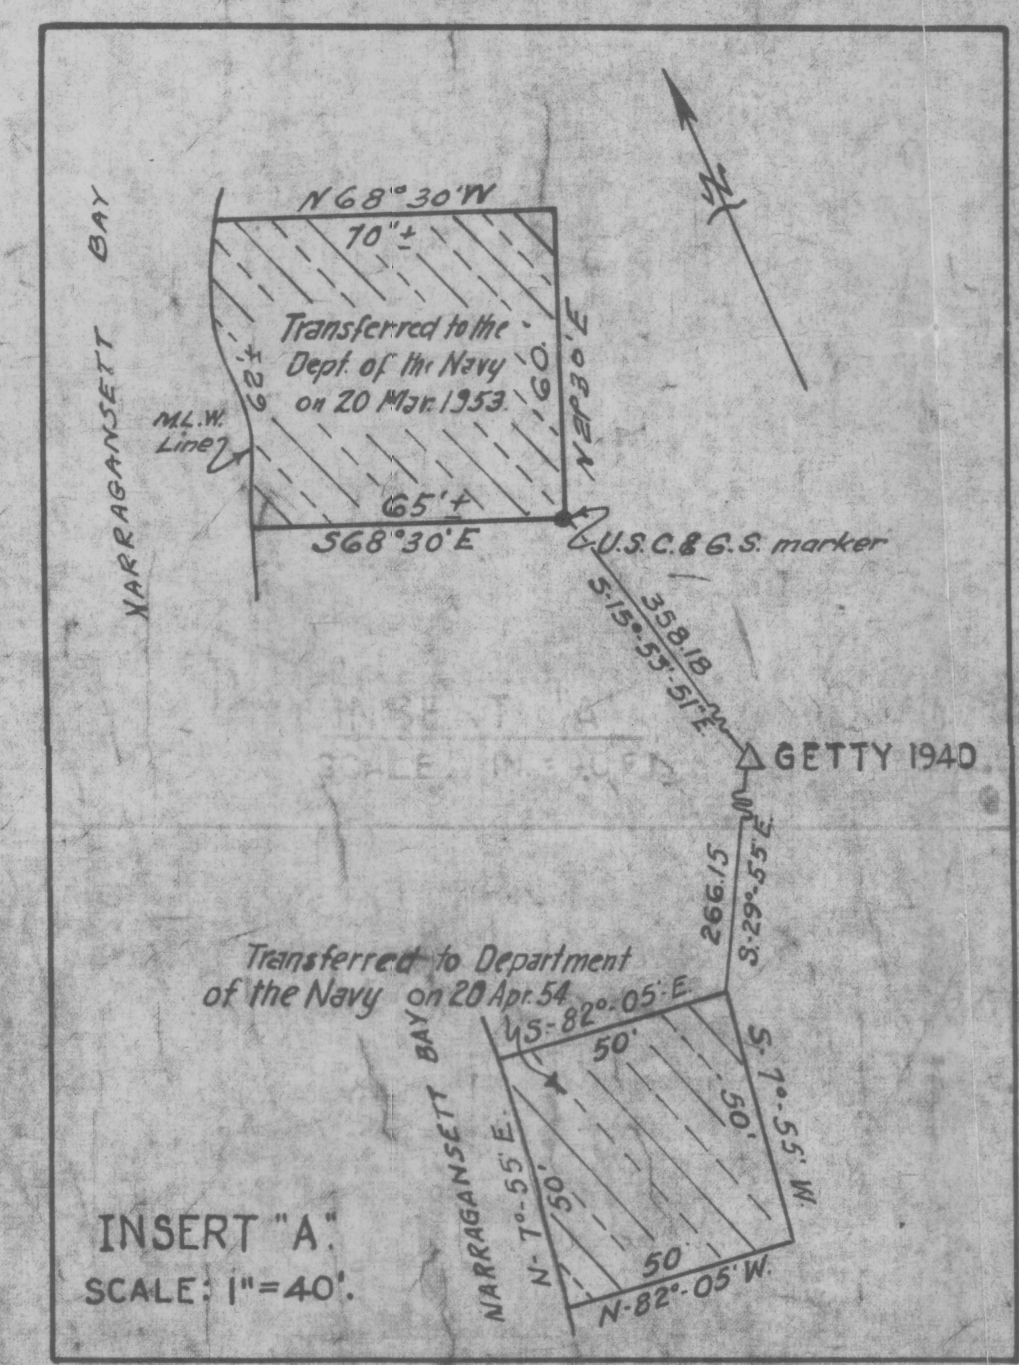 N
N 68° 30' W
70"±
NARRAGANSETT BAY
Transferred to the
Dept. of the Navy
on 20 Mar. 1953.
62'±
60.
N 21° 30' E
M.L.W.
Line
65'±
S 68° 30' E
U.S.C. & G.S. marker
358.18
S-15°-53'-51" E
GETTY 1940
266.15
S-29°-55' E.
Transferred to Department
of the Navy on 20 Apr. 54
S-82°-05'-E.
50'
NARRAGANSETT BAY
N-7°-55' E.
50'
50'
S-7°-55' W.
50'
N-82°-05' W.
INSERT "A".
SCALE: 1"=40'.